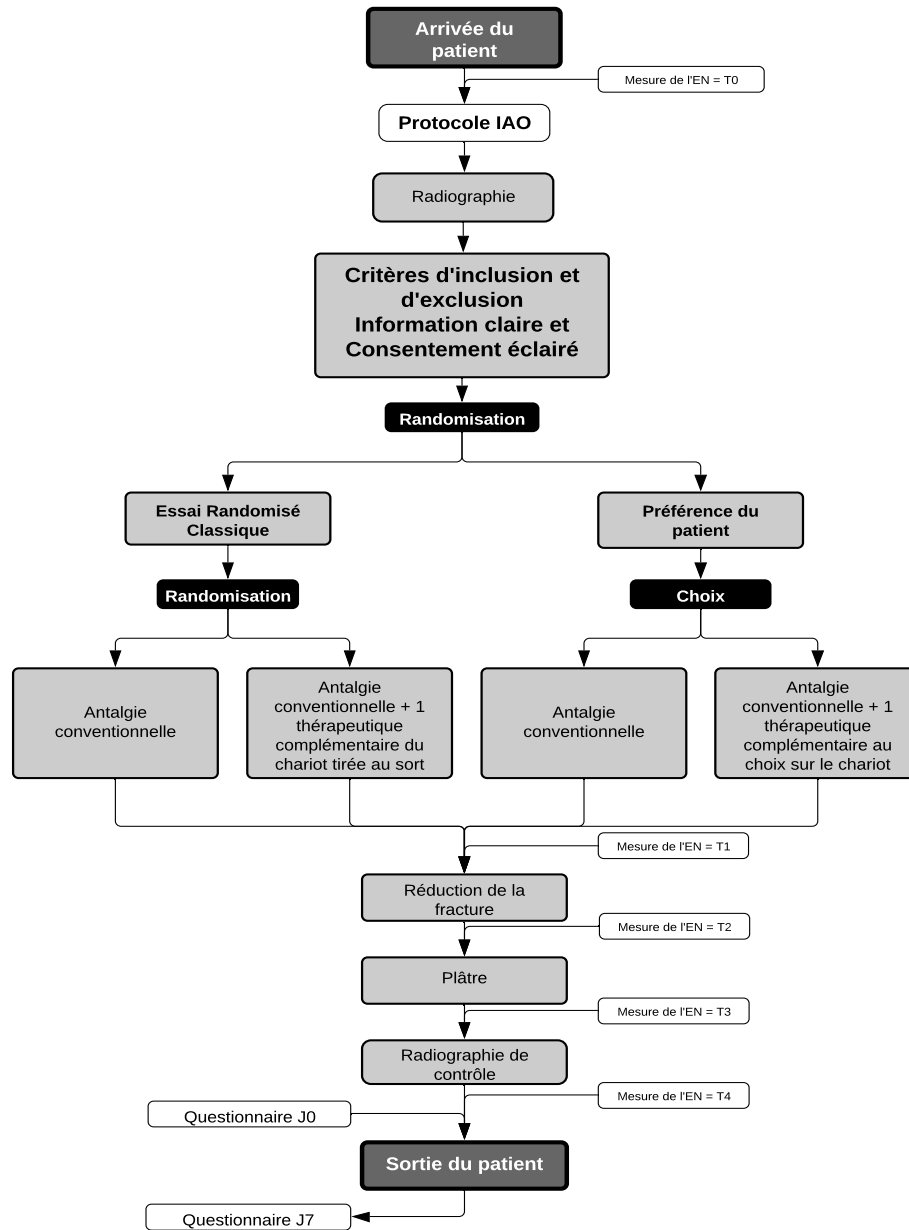 Arrivée du
patient
Mesure de l'EN = T0
Protocole IAO
Radiographie
Critères d'inclusion et
d'exclusion
Information claire et
Consentement éclairé
Randomisation
Essai Randomisé
Classique
Préférence du
patient
Randomisation
Choix
Antalgie
conventionnelle
Antalgie
conventionnelle + 1
thérapeutique
complémentaire du
chariot tirée au sort
Antalgie
conventionnelle
Antalgie
conventionnelle + 1
thérapeutique
complémentaire au
choix sur le chariot
Mesure de l'EN = T1
Réduction de la
fracture
Mesure de l'EN = T2
Plâtre
Mesure de l'EN = T3
Radiographie de
contrôle
Mesure de l'EN = T4
Questionnaire J0
Sortie du patient
Questionnaire J7